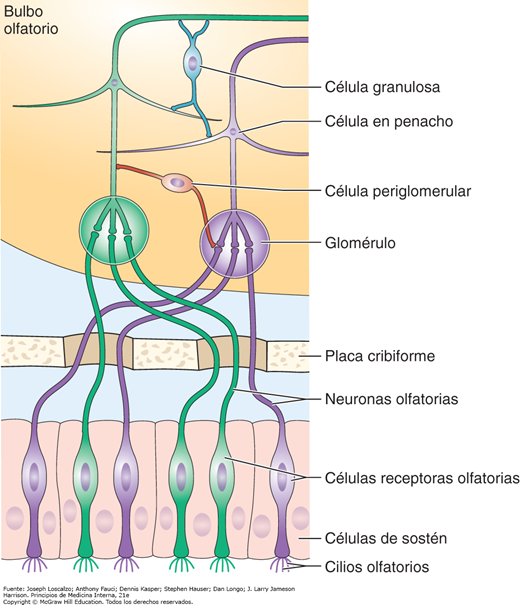 Bulbo
olfatorio
Célula granulosa
Célula en penacho
Célula periglomerular
Glomérulo
Placa cribiforme
Neuronas olfatorias
Células receptoras olfatorias
Células de sostén
Cilios olfatorios
Fuente: Joseph Loscalzo; Anthony Fauci; Dennis Kasper; Stephen Hauser; Dan Longo; J. Larry Jameson
Harrison. Principios de Medicina Interna, 21e
Copyright © McGraw Hill Education. Todos los derechos reservados.